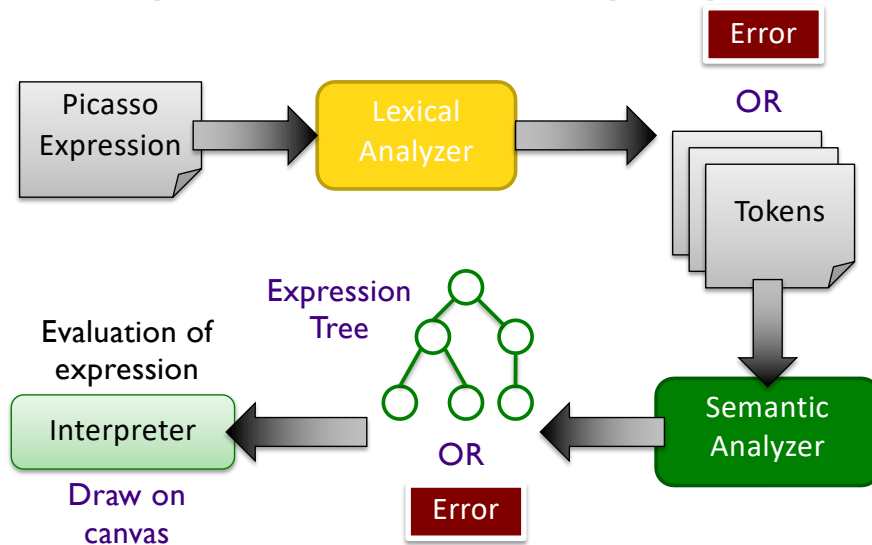 Error
OR
Picasso
Expression
Lexical
Analyzer
Tokens
Expression
Tree
Evaluation of
expression
Interpreter
Draw on
canvas
OR
Error
Semantic
Analyzer